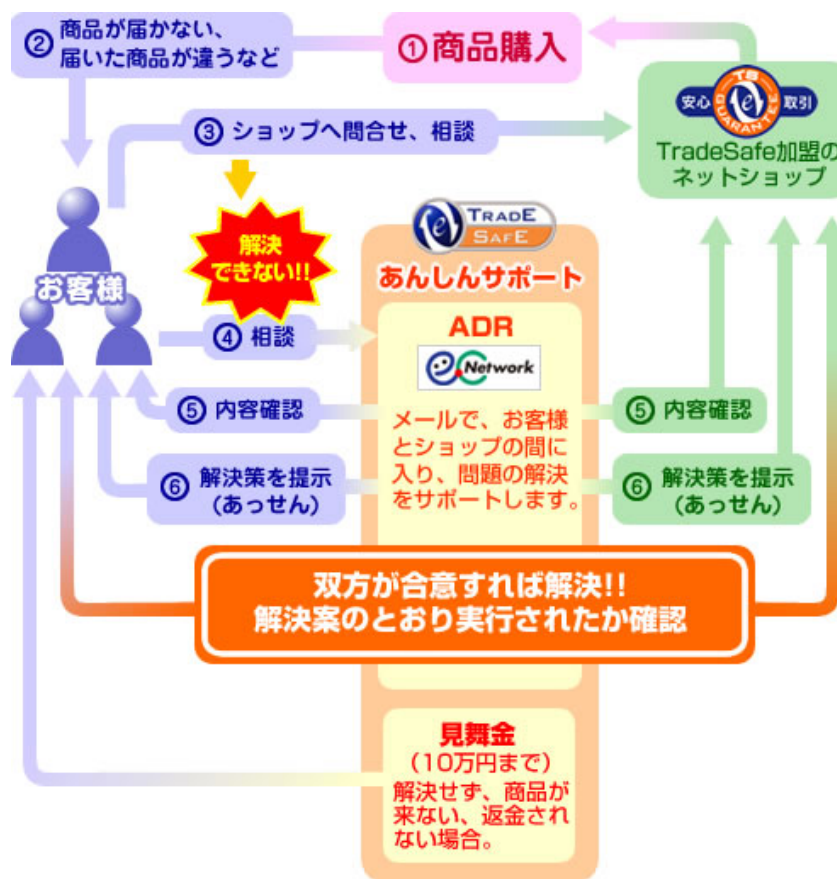 ①商品購入
②商品が届かない、
届いた商品が違うなど
TS
GUARANTEE
安心 e 取引
TradeSafe加盟の
ネットショップ
③ショップへ問合せ、相談
解決
できない!!
お客様
e TRADE
SAFE
あんしんサポート
ADR
e Network
メールで、お客様
とショップの間に
入り、問題の解決
をサポートします。
④相談
⑤内容確認
⑤内容確認
⑥解決策を提示
(あっせん)
⑥解決策を提示
(あっせん)
双方が合意すれば解決!!
解決案のとおり実行されたか確認
見舞金
(10万円まで)
解決せず、商品が
来ない、返金され
ない場合。